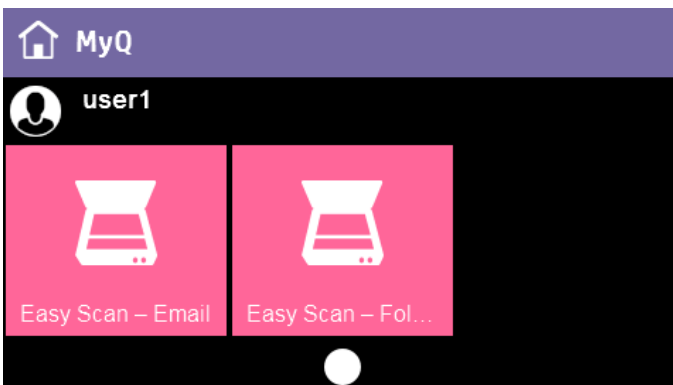 MyQ
user1
Easy Scan – Email
Easy Scan – Fol...